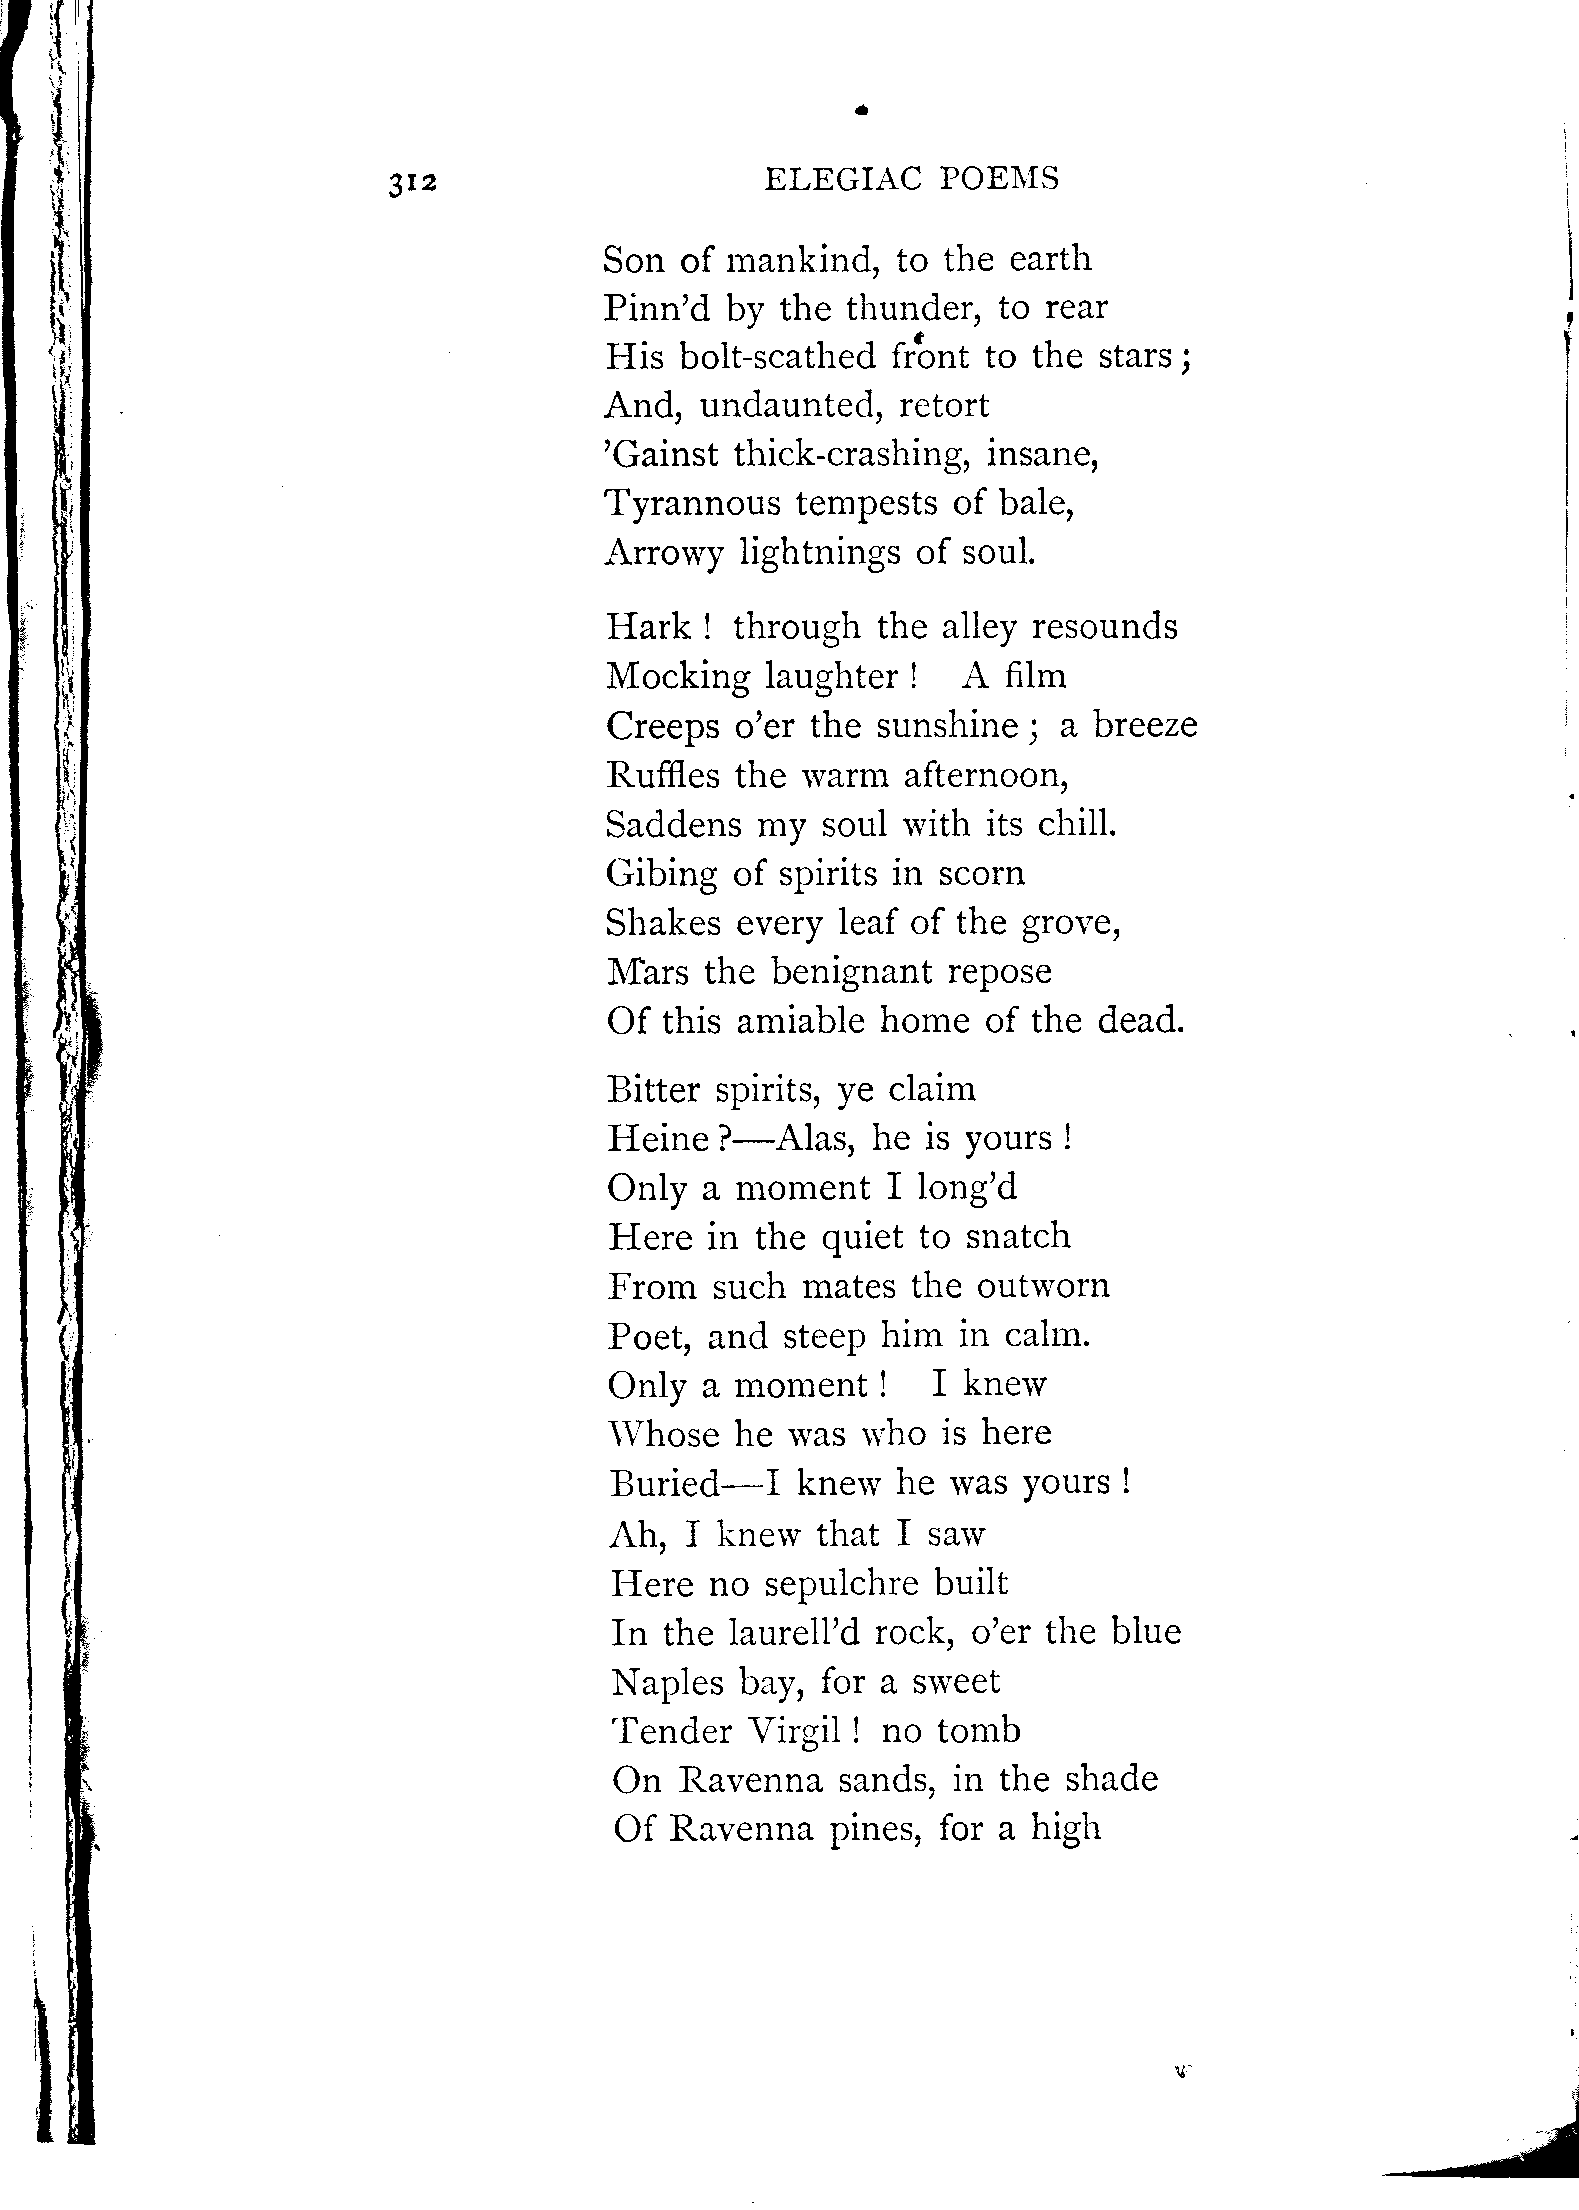 312 ELEGIAC POEMS
Son of mankind, to the earth
Pinn'd by the thunder, to rear
His bolt-scathed front to the stars ;
And, undaunted, retort
'Gainst thick-crashing, insane,
Tyrannous tempests of bale,
Arrowy lightnings of soul.
Hark ! through the alley resounds
Mocking laughter ! A film
Creeps o'er the sunshine ; a breeze
Ruffles the warm afternoon,
Saddens my soul with its chill.
Gibing of spirits in scorn
Shakes every leaf of the grove,
Mars the benignant repose
Of this amiable home of the dead.
Bitter spirits, ye claim
Heine ?—Alas, he is yours !
Only a moment I long'd
Here in the quiet to snatch
From such mates the outworn
Poet, and steep him in calm.
Only a moment ! I knew
Whose he was who is here
Buried—I knew he was yours !
Ah, I knew that I saw
Here no sepulchre built
In the laurell'd rock, o'er the blue
Naples bay, for a sweet
Tender Virgil ! no tomb
On Ravenna sands, in the shade
Of Ravenna pines, for a high